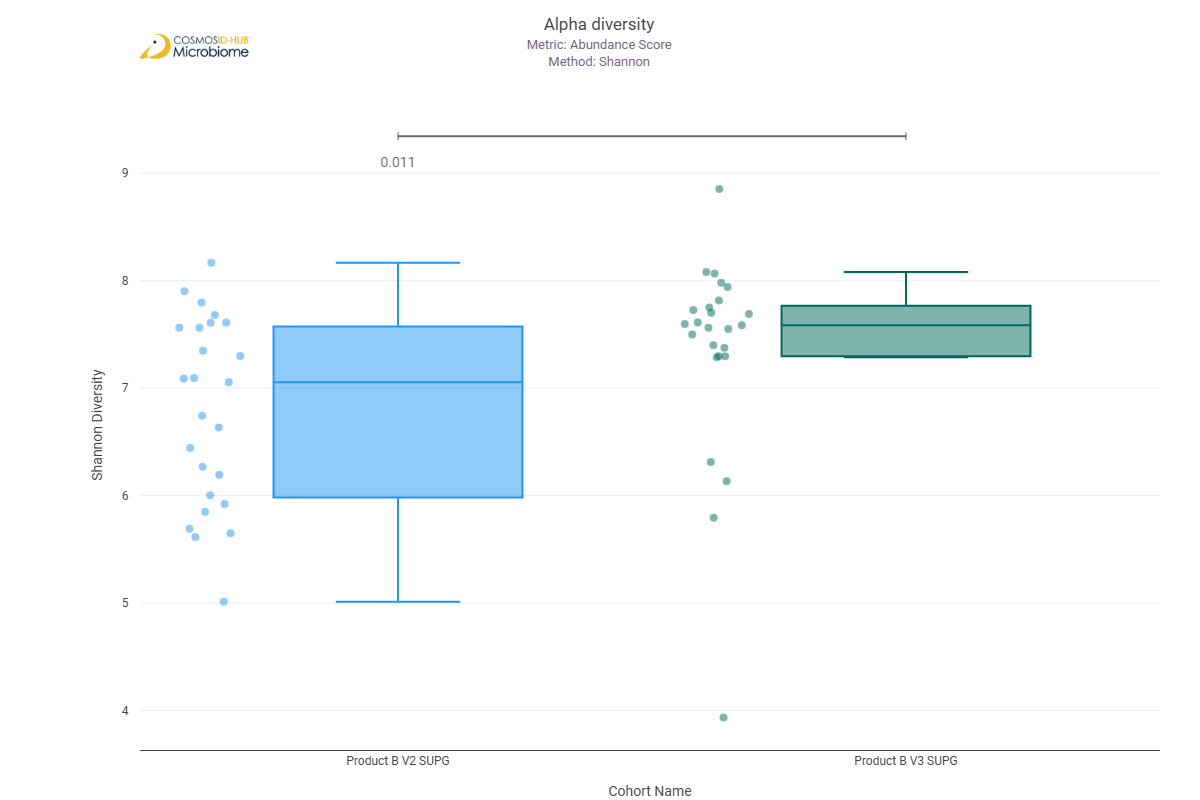 Alpha diversity
Metric: Abundance Score
Method: Shannon
COSMOSID-HUB
Microbiome
0.011
9
8
7
6
5
4
Shannon Diversity
Product B V2 SUPG
Product B V3 SUPG
Cohort Name